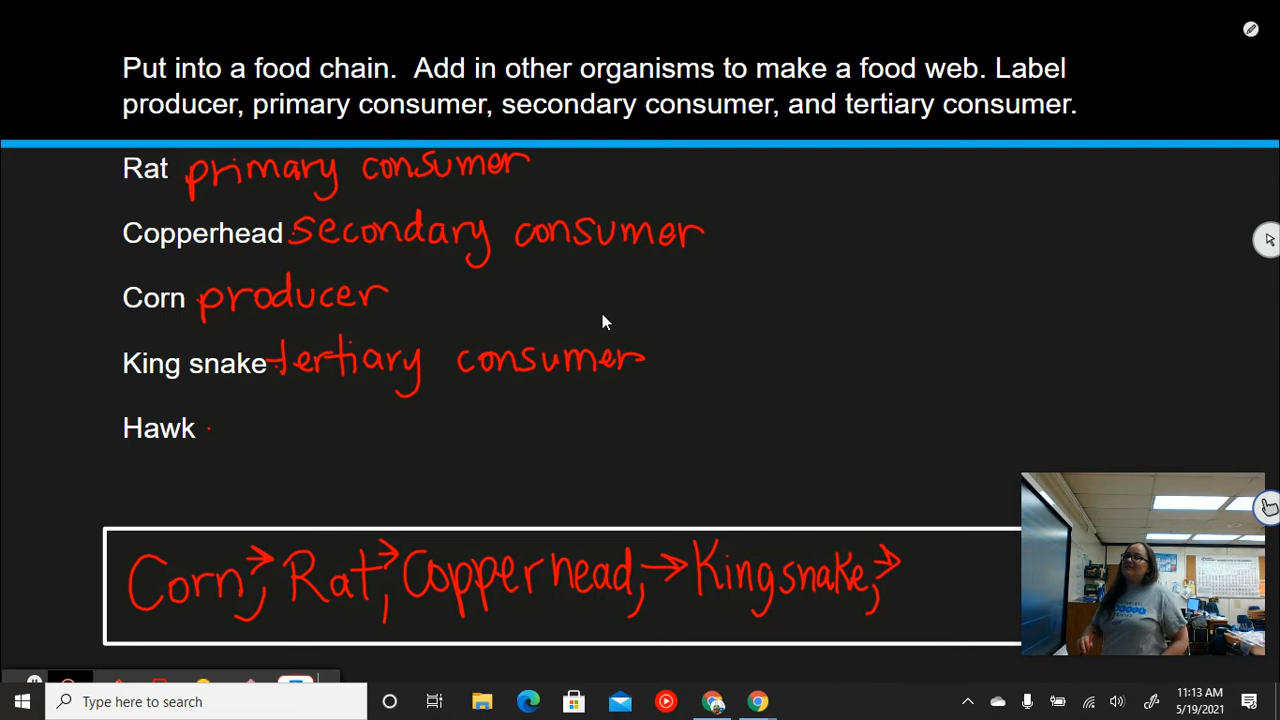 Put into a food chain. Add in other organisms to make a food web. Label
producer, primary consumer, secondary consumer, and tertiary consumer.
Rat primary consumer
Copperhead secondary consumer
Corn producer
King snake tertiary consumer
Hawk
Corn, → Rat, → Copperhead, → Kingsnake, →
Type here to search
11:13 AM
5/19/2021